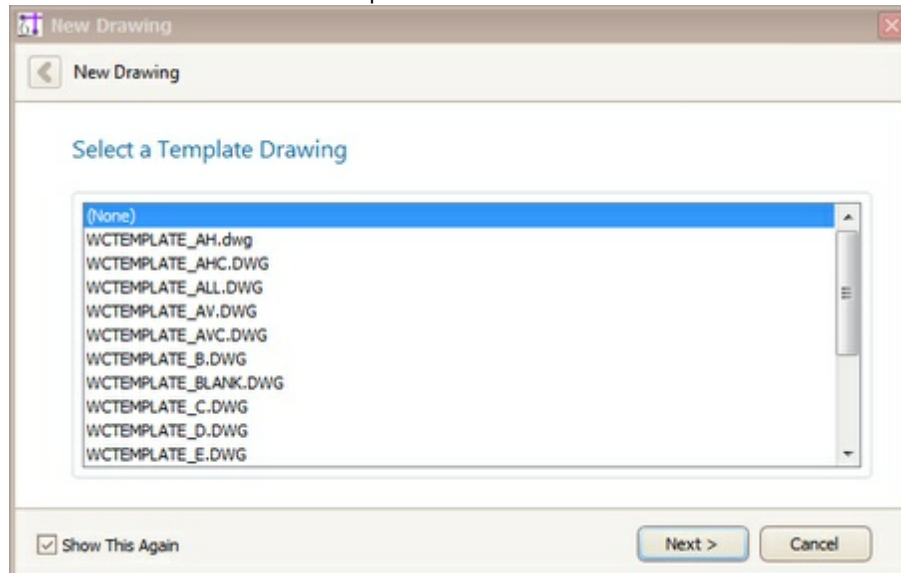 New Drawing
New Drawing
Select a Template Drawing
(None)
WCTEMPLATE_AH.dwg
WCTEMPLATE_AHC.DWG
WCTEMPLATE_ALL.DWG
WCTEMPLATE_AV.DWG
WCTEMPLATE_AVC.DWG
WCTEMPLATE_B.DWG
WCTEMPLATE_BLANK.DWG
WCTEMPLATE_C.DWG
WCTEMPLATE_D.DWG
WCTEMPLATE_E.DWG
Show This Again
Next >
Cancel